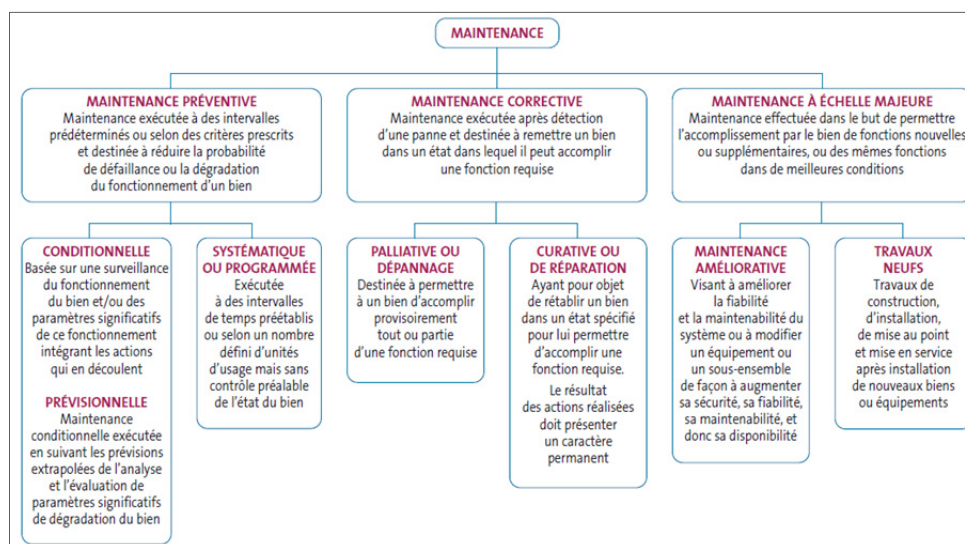 MAINTENANCE
MAINTENANCE PRÉVENTIVE
Maintenance exécutée à des intervalles
prédéterminés ou selon des critères prescrits
et destinée à réduire la probabilité
de défaillance ou la dégradation
du fonctionnement d'un bien
MAINTENANCE CORRECTIVE
Maintenance exécutée après détection
d'une panne et destinée à remettre un bien
dans un état dans lequel il peut accomplir
une fonction requise
MAINTENANCE À ÉCHELLE MAJEURE
Maintenance effectuée dans le but de permettre
l'accomplissement par le bien de fonctions nouvelles
ou supplémentaires, ou des mêmes fonctions
dans de meilleures conditions
CONDITIONNELLE
Basée sur une surveillance
du fonctionnement
du bien et/ou des
paramètres significatifs
de ce fonctionnement
intégrant les actions
qui en découlent
PRÉVISIONNELLE
Maintenance
conditionnelle exécutée
en suivant les prévisions
extrapolées de l'analyse
et l'évaluation de
paramètres significatifs
de dégradation du bien
SYSTÉMATIQUE
OU PROGRAMMÉE
Exécutée
à des intervalles
de temps préétablis
ou selon un nombre
défini d'unités
d'usage mais sans
contrôle préalable
de l'état du bien
PALLIATIVE OU
DÉPANNAGE
Destinée à permettre
à un bien d'accomplir
provisoirement
tout ou partie
d'une fonction requise
CURATIVE OU
DE RÉPARATION
Ayant pour objet
de rétablir un bien
dans un état spécifié
pour lui permettre
d'accomplir une
fonction requise.
Le résultat
des actions réalisées
doit présenter
un caractère
permanent
MAINTENANCE
AMÉLIORATIVE
Visant à améliorer
la fiabilité
et la maintenabilité du
système ou à modifier
un équipement ou
un sous-ensemble
de façon à augmenter
sa sécurité, sa fiabilité,
sa maintenabilité, et
donc sa disponibilité
TRAVAUX
NEUFS
Travaux de
construction,
d'installation,
de mise au point
et mise en service
après installation
de nouveaux biens
ou équipements